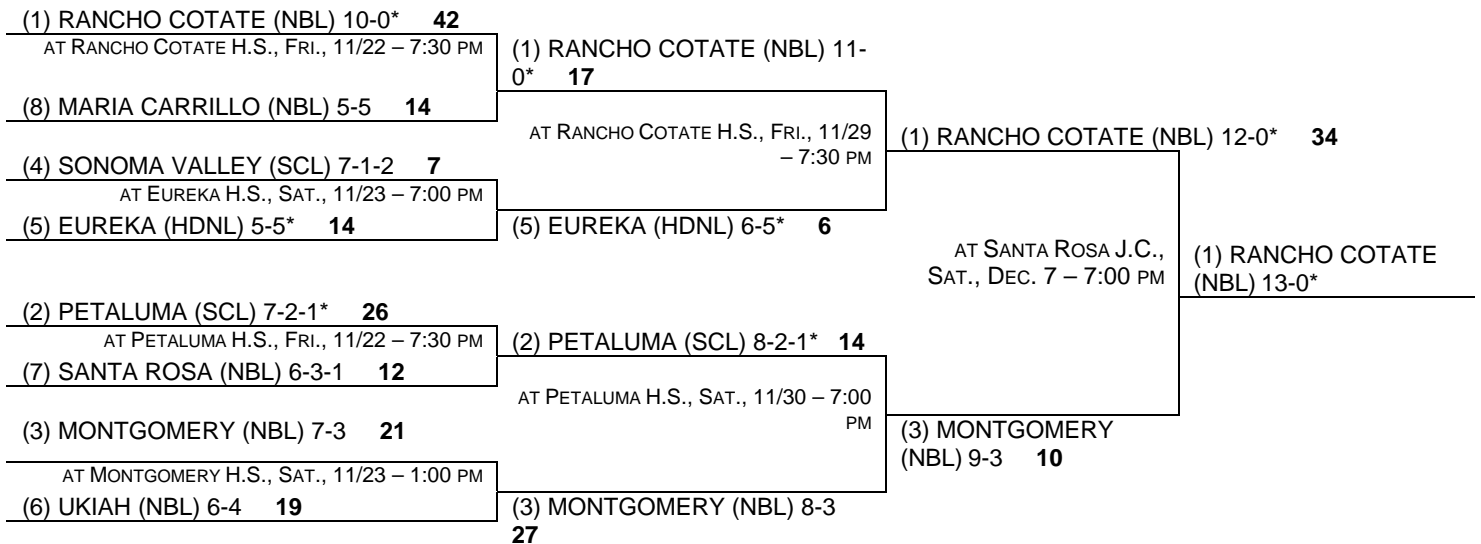 (1) RANCHO COTATE (NBL) 10-0* 42
AT RANCHO COTATE H.S., FRI., 11/22 – 7:30 PM
(8) MARIA CARRILLO (NBL) 5-5 14
(4) SONOMA VALLEY (SCL) 7-1-2 7
AT EUREKA H.S., SAT., 11/23 – 7:00 PM
(5) EUREKA (HDNL) 5-5* 14
(2) PETALUMA (SCL) 7-2-1* 26
AT PETALUMA H.S., FRI., 11/22 – 7:30 PM
(7) SANTA ROSA (NBL) 6-3-1 12
(3) MONTGOMERY (NBL) 7-3 21
AT MONTGOMERY H.S., SAT., 11/23 – 1:00 PM
(6) UKIAH (NBL) 6-4 19
(1) RANCHO COTATE (NBL) 11-
0* 17
AT RANCHO COTATE H.S., FRI., 11/29
– 7:30 PM
(5) EUREKA (HDNL) 6-5* 6
(2) PETALUMA (SCL) 8-2-1* 14
AT PETALUMA H.S., SAT., 11/30 – 7:00
PM
(3) MONTGOMERY (NBL) 8-3
27
(1) RANCHO COTATE (NBL) 12-0* 34
AT SANTA ROSA J.C.,
SAT., DEC. 7 – 7:00 PM
(3) MONTGOMERY
(NBL) 9-3 10
(1) RANCHO COTATE
(NBL) 13-0*